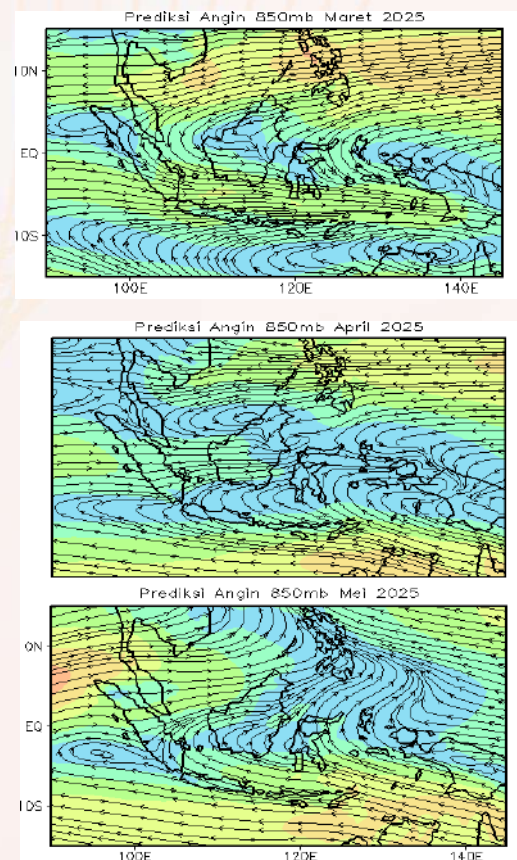 Prediksi Angin 850mb Maret 2025
10N
EQ
10S
100E 120E 140E
Prediksi Angin 850mb April 2025
Prediksi Angin 850mb Mei 2025
0N
EQ
10S
100E 120E 140E